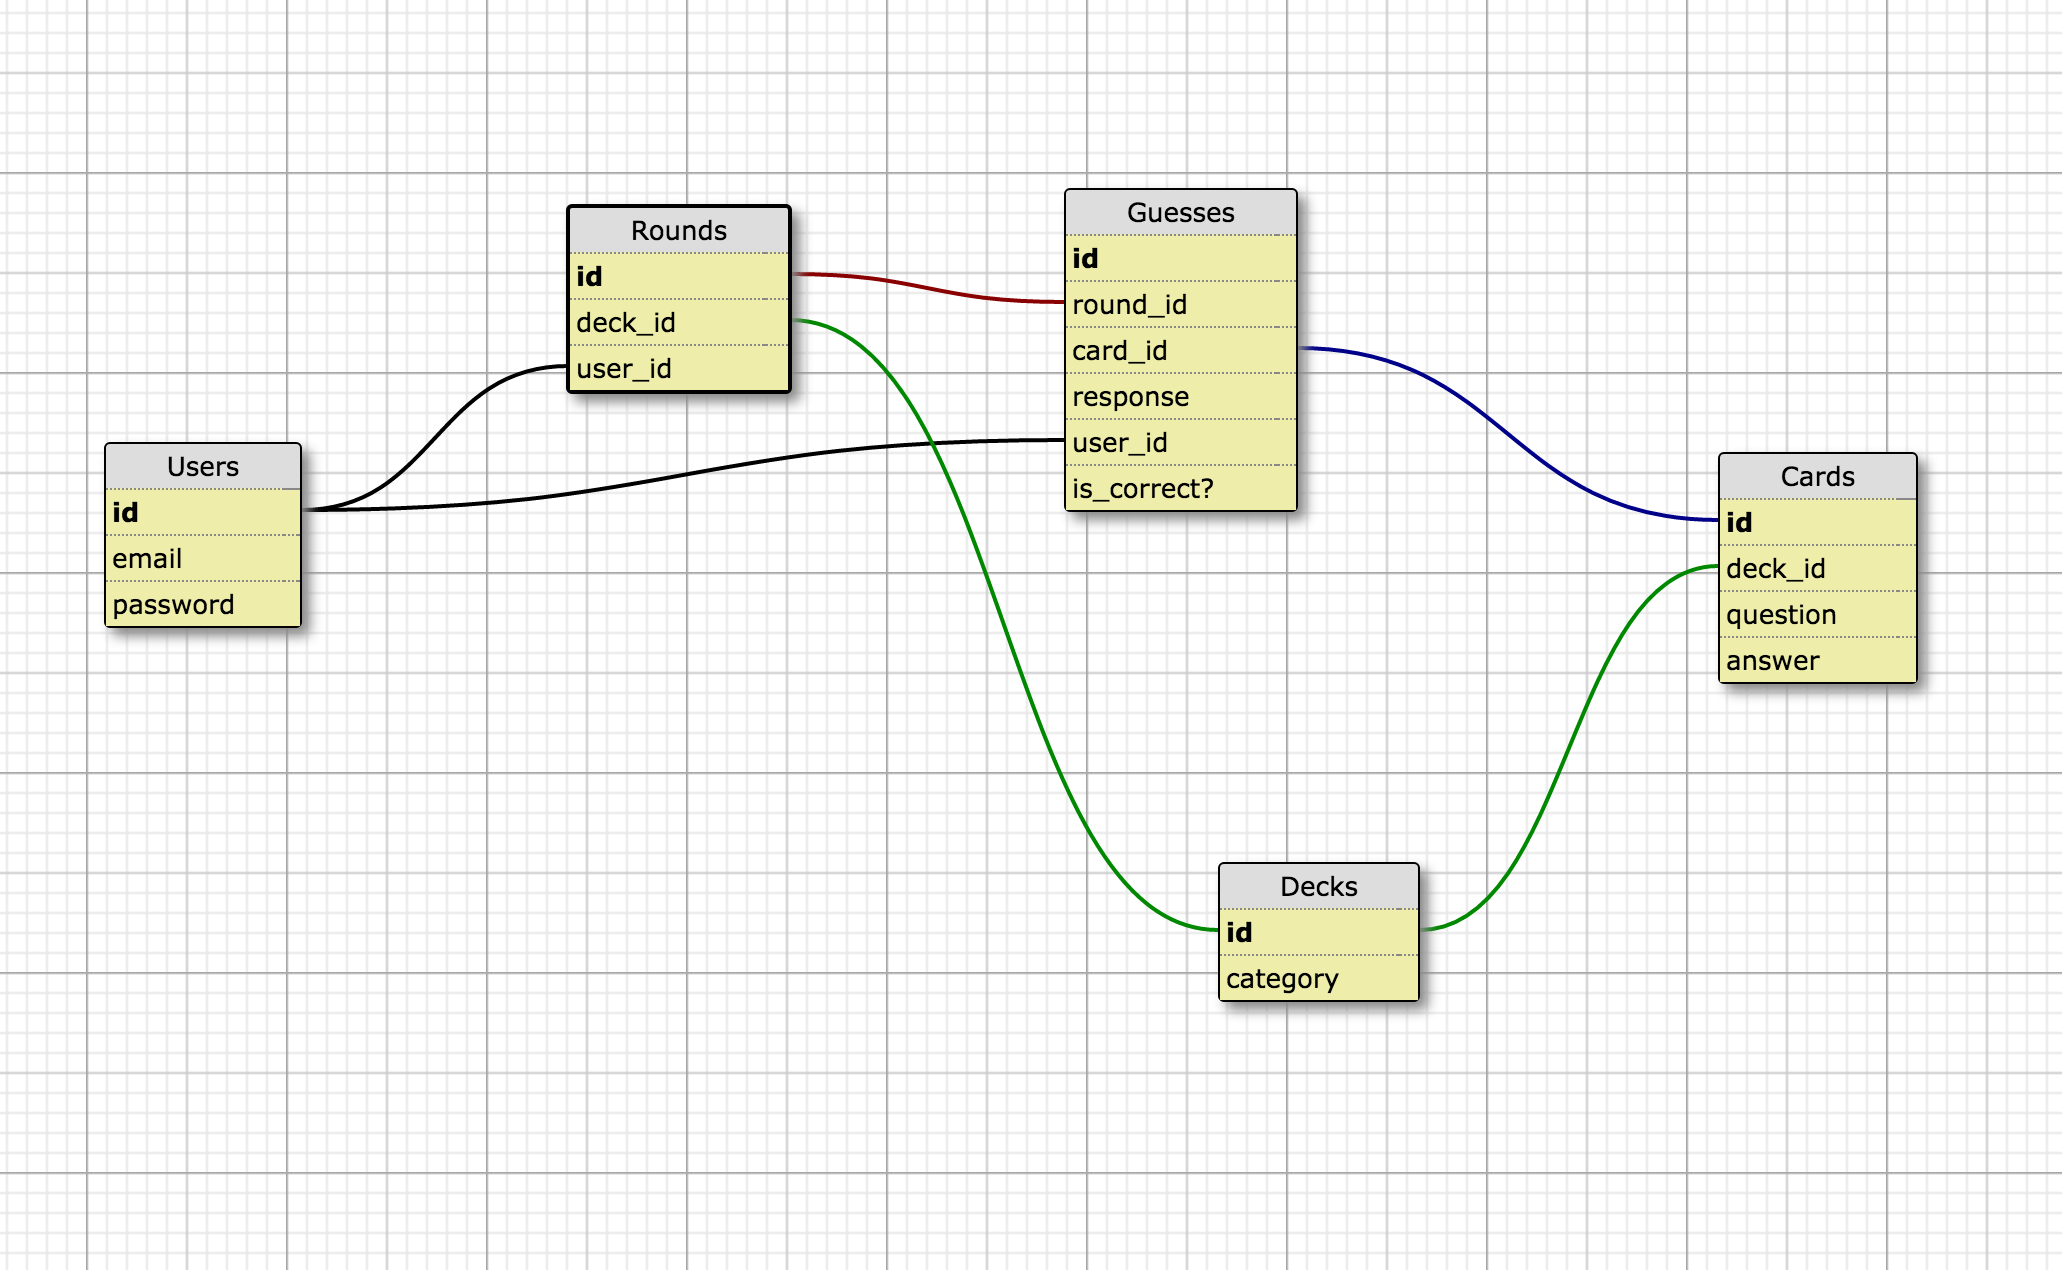 Rounds
id
deck_id
user_id
Guesses
id
round_id
card_id
response
user_id
is_correct?
Users
id
email
password
Cards
id
deck_id
question
answer
Decks
id
category